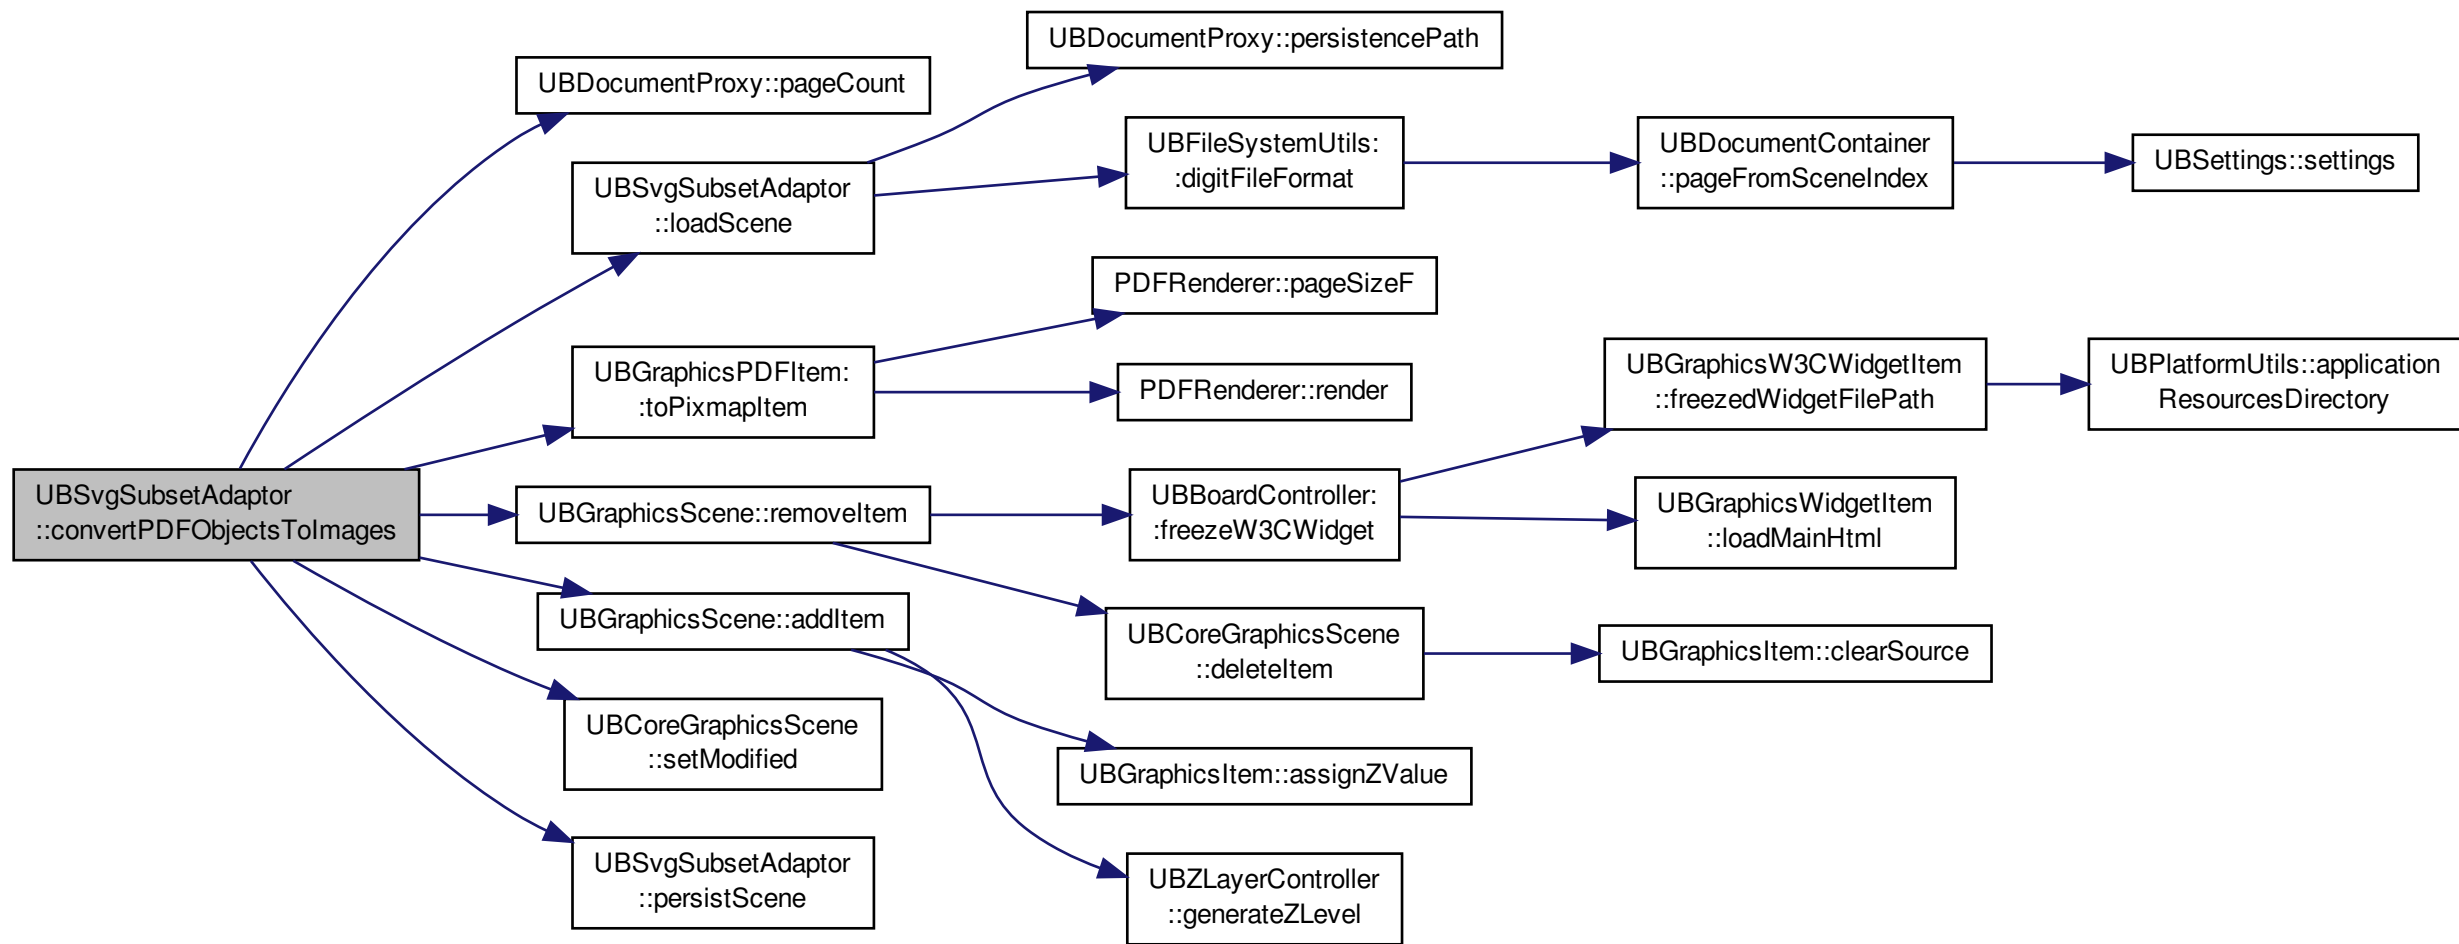 UBSvgSubsetAdaptor
::convertPDFObjectsToImages
UBDocumentProxy::pageCount
UBSvgSubsetAdaptor
::loadScene
UBGraphicsPDFItem:
:toPixmapItem
UBGraphicsScene::removeItem
UBGraphicsScene::addItem
UBCoreGraphicsScene
::setModified
UBSvgSubsetAdaptor
::persistScene
UBDocumentProxy::persistencePath
UBFileSystemUtils:
:digitFileFormat
PDFRenderer::pageSizeF
PDFRenderer::render
UBBoardController:
:freezeW3CWidget
UBCoreGraphicsScene
::deleteItem
UBGraphicsItem::assignZValue
UBZLayerController
::generateZLevel
UBDocumentContainer
::pageFromSceneIndex
UBGraphicsW3CWidgetItem
::freezedWidgetFilePath
UBGraphicsWidgetItem
::loadMainHtml
UBGraphicsItem::clearSource
UBSettings::settings
UBPlatformUtils::application
ResourcesDirectory